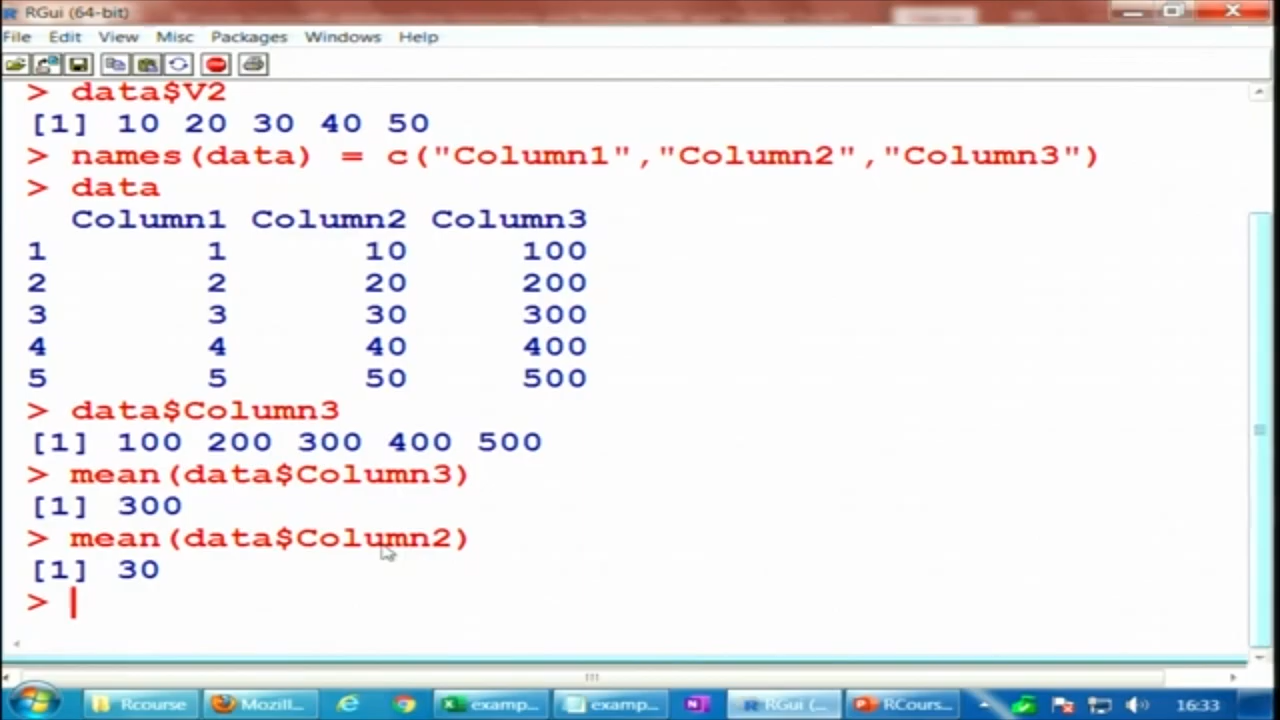 RGui (64-bit)
File Edit View Misc Packages Windows Help
> data$V2
[1] 10 20 30 40 50
> names(data) = c("Column1","Column2","Column3")
> data
Column1 Column2 Column3
1 1 10 100
2 2 20 200
3 3 30 300
4 4 40 400
5 5 50 500
> data$Column3
[1] 100 200 300 400 500
> mean(data$Column3)
[1] 300
> mean(data$Column2)
[1] 30
>
Rcourse Mozill... examp... examp... RGui (... RCours... 16:33